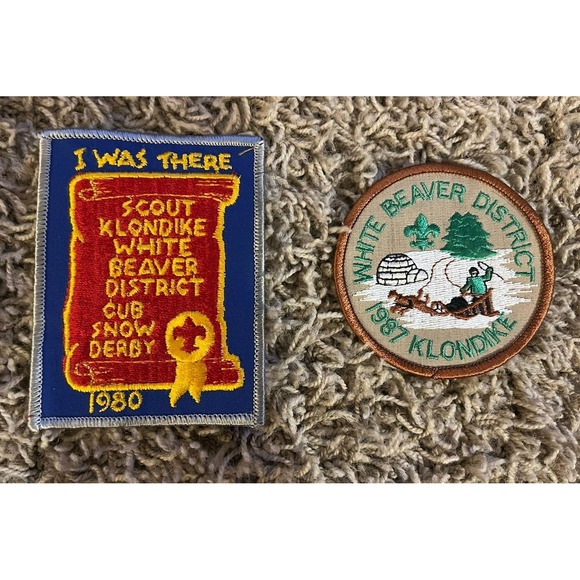 I WAS THERE
SCOUT
KLONDIKE
WHITE
BEAVER
DISTRICT
CUB
SNOW
DERBY
1980
WHITE BEAVER DISTRICT
1987 KLONDIKE